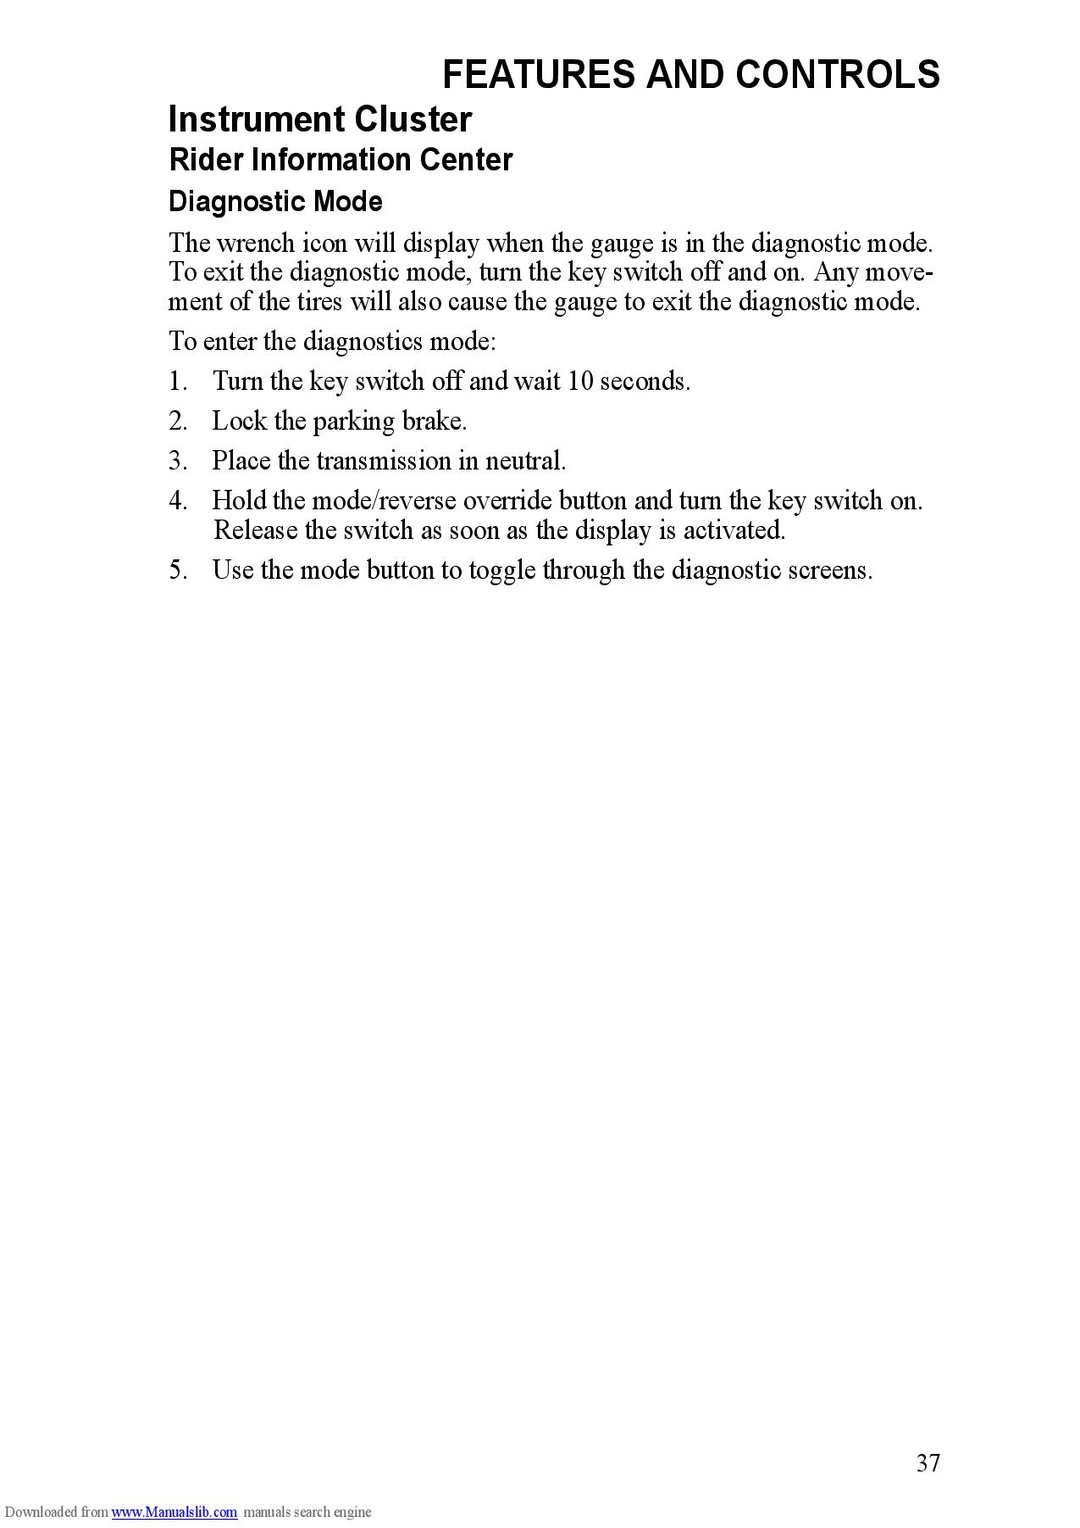 FEATURES AND CONTROLS
Instrument Cluster
Rider Information Center
Diagnostic Mode
The wrench icon will display when the gauge is in the diagnostic mode.
To exit the diagnostic mode, turn the key switch off and on. Any move-
ment of the tires will also cause the gauge to exit the diagnostic mode.
To enter the diagnostics mode:
1. Turn the key switch off and wait 10 seconds.
2. Lock the parking brake.
3. Place the transmission in neutral.
4. Hold the mode/reverse override button and turn the key switch on.
Release the switch as soon as the display is activated.
5. Use the mode button to toggle through the diagnostic screens.
37
Downloaded from www.Manualslib.com manuals search engine